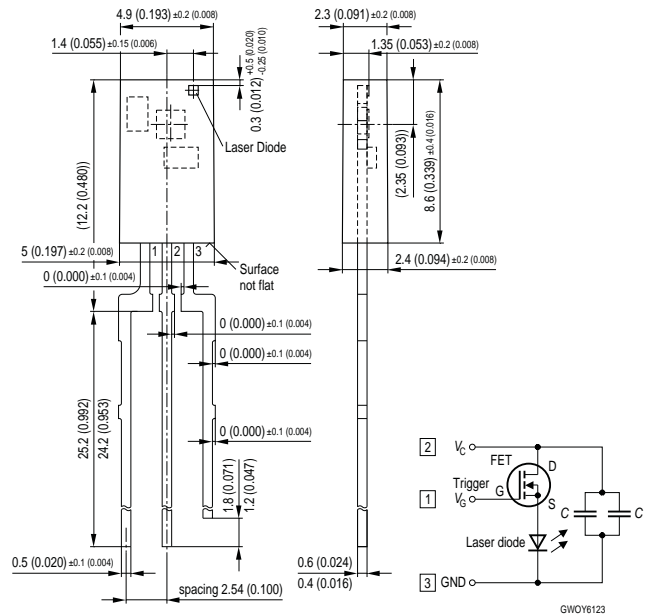 4.9 (0.193) ±0.2 (0.008)
2.3 (0.091) ±0.2 (0.008)
1.4 (0.055) ±0.15 (0.006)
0.3 (0.012) +0.5 (0.020) -0.25 (0.010)
1.35 (0.053) ±0.2 (0.008)
Laser Diode
(12.2 (0.480))
(2.35 (0.093))
8.6 (0.339) ±0.4 (0.016)
1 2 3
5 (0.197) ±0.2 (0.008)
Surface
not flat
2.4 (0.094) ±0.2 (0.008)
0 (0.000) ±0.1 (0.004)
0 (0.000) ±0.1 (0.004)
0 (0.000) ±0.1 (0.004)
0 (0.000) ±0.1 (0.004)
25.2 (0.992)
24.2 (0.953)
1.8 (0.071)
1.2 (0.047)
0.5 (0.020) ±0.1 (0.004)
spacing 2.54 (0.100)
0.6 (0.024)
0.4 (0.016)
2 VC
FET
D
Trigger
1 VG
G
S
C C
Laser diode
3 GND
GWOY6123